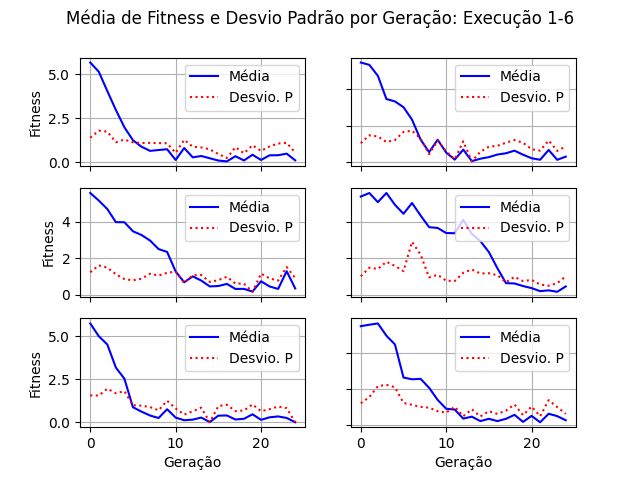 Média de Fitness e Desvio Padrão por Geração: Execução 1-6
Fitness
5.0
2.5
0.0
Média
Desvio. P
Média
Desvio. P
Fitness
4
2
0
Média
Desvio. P
Média
Desvio. P
Fitness
5.0
2.5
0.0
Média
Desvio. P
Média
Desvio. P
0 10 20
0 10 20
Geração
Geração